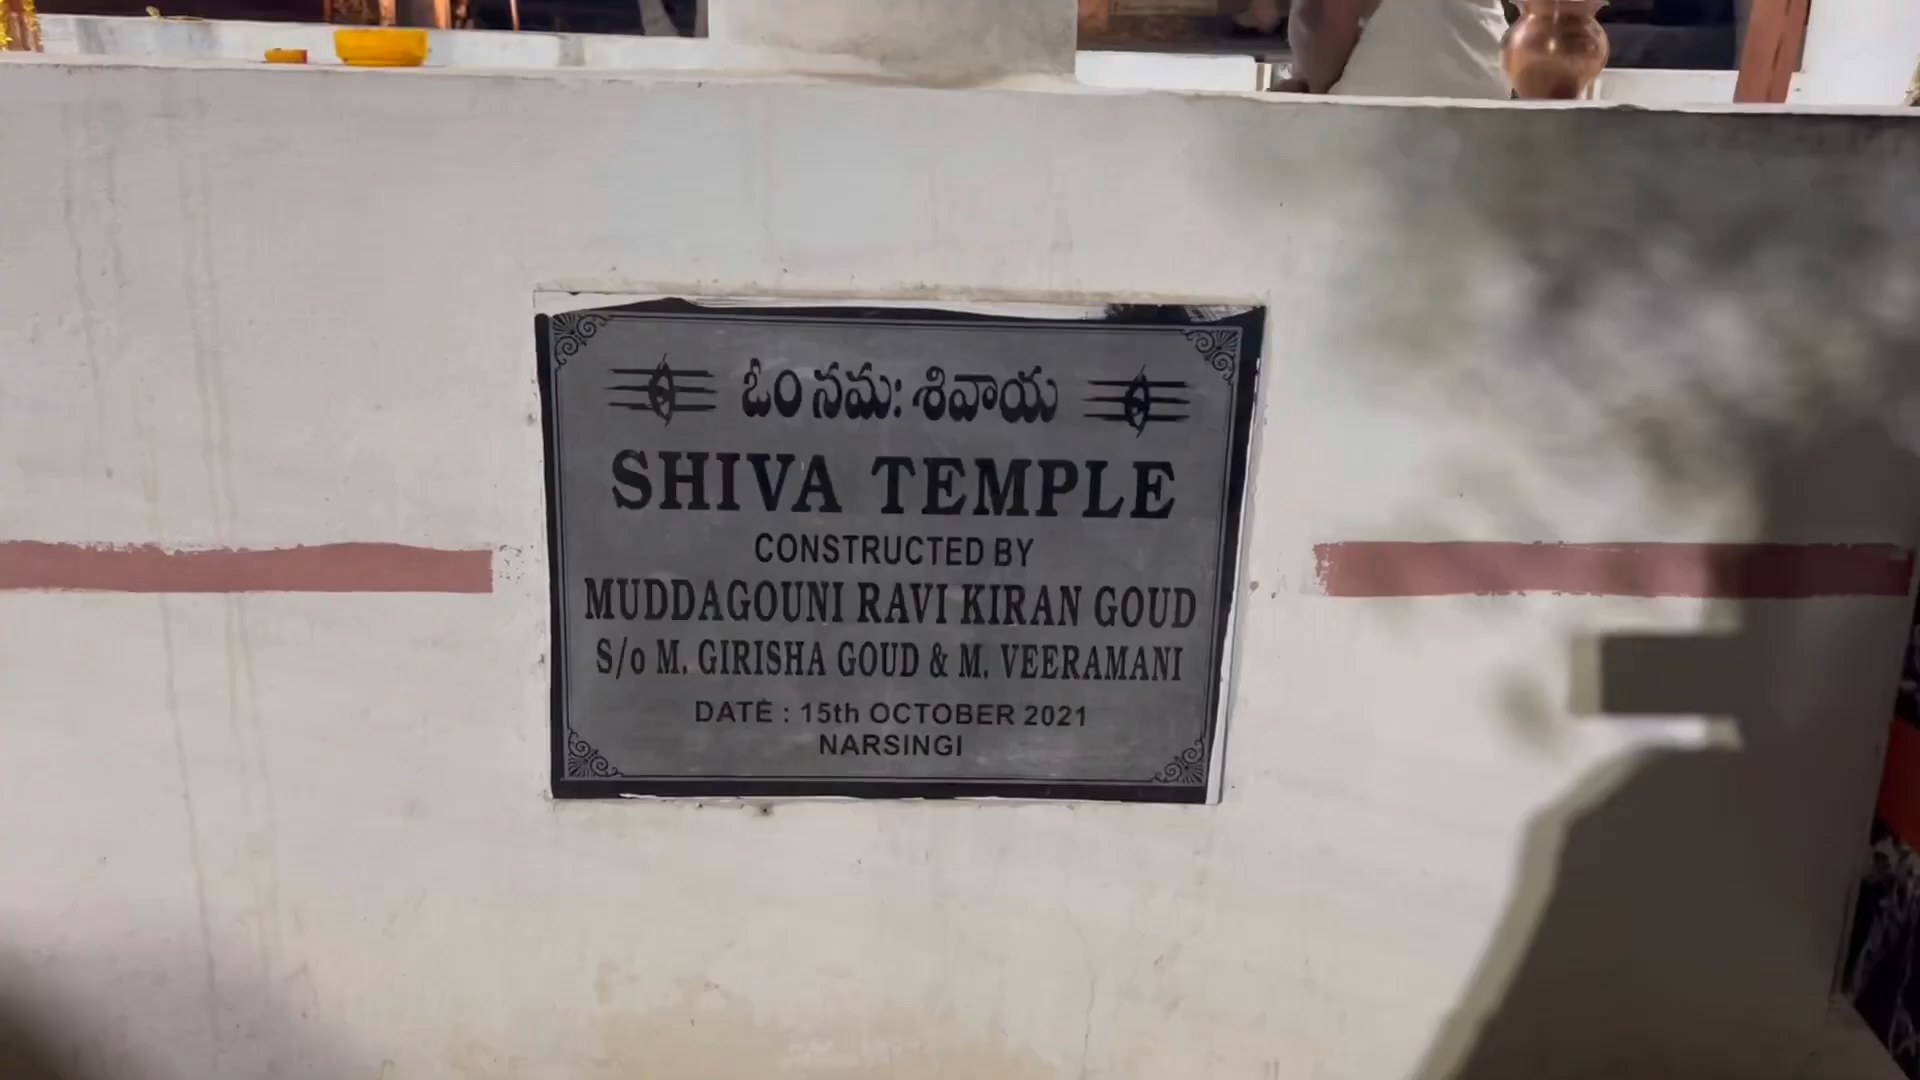 ఓం నమః శివాయ
SHIVA TEMPLE
CONSTRUCTED BY
MUDDAGOUNI RAVI KIRAN GOUD
S/o M. GIRISHA GOUD & M. VEERAMANI
DATE : 15th OCTOBER 2021
NARSINGI